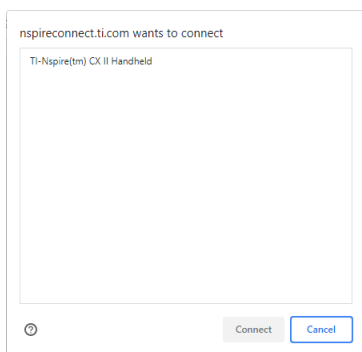 nspireconnect.ti.com wants to connect
TI-Nspire(tm) CX II Handheld
Connect Cancel